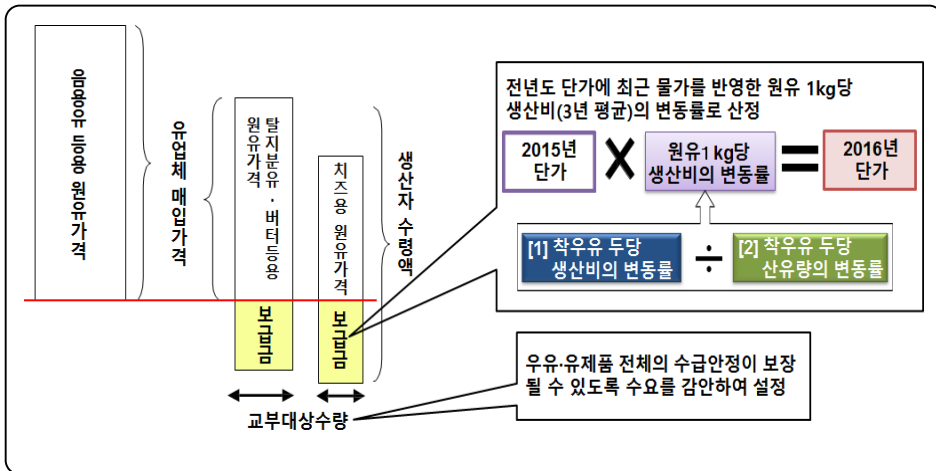 음용유 등용 원유가격
유업체 매입가격
탈지분유 · 버터등용
원유가격
치즈용 원유가격
생산자 수령액
보급금
보급금
교부대상수량
전년도 단가에 최근 물가를 반영한 원유 1kg당
생산비(3년 평균)의 변동률로 산정
2015년
단가
×
원유1 kg당
생산비의 변동률
=
2016년
단가
[1] 착우유 두당
생산비의 변동률
÷
[2] 착우유 두당
산유량의 변동률
우유·유제품 전체의 수급안정이 보장
될 수 있도록 수요를 감안하여 설정